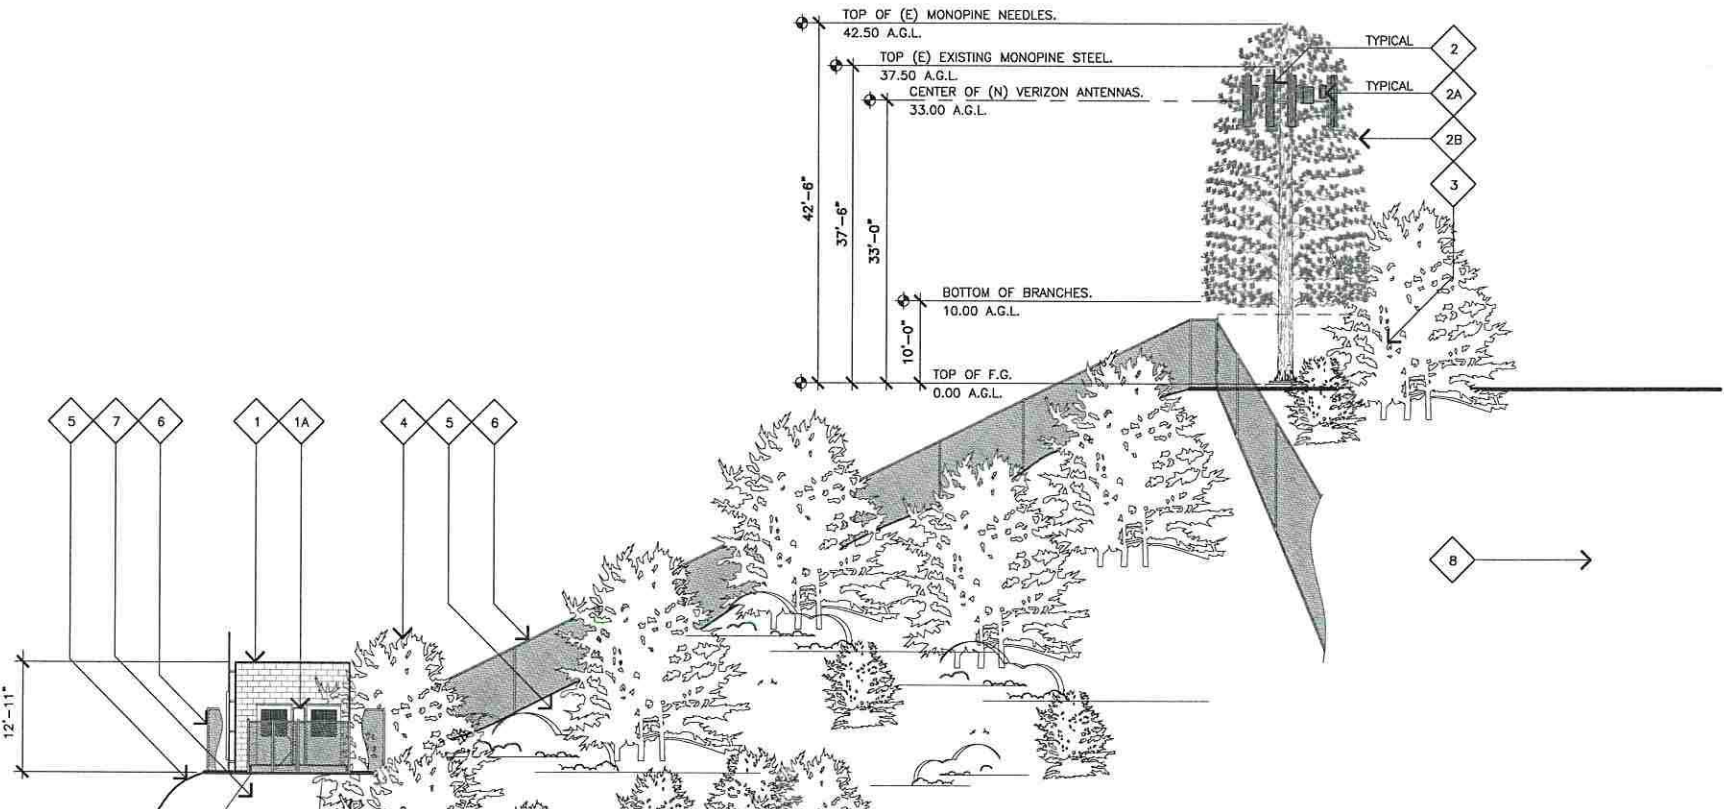 TOP OF (E) MONOPINE NEEDLES.
42.50 A.G.L.
TYPICAL
2
TOP (E) EXISTING MONOPINE STEEL.
37.50 A.G.L.
TYPICAL
2A
CENTER OF (N) VERIZON ANTENNAS.
33.00 A.G.L.
2B
3
42'-6"
37'-6"
33'-0"
BOTTOM OF BRANCHES.
10.00 A.G.L.
10'-0"
TOP OF F.G.
0.00 A.G.L.
5
7
6
1
1A
4
5
6
8
12'-11"